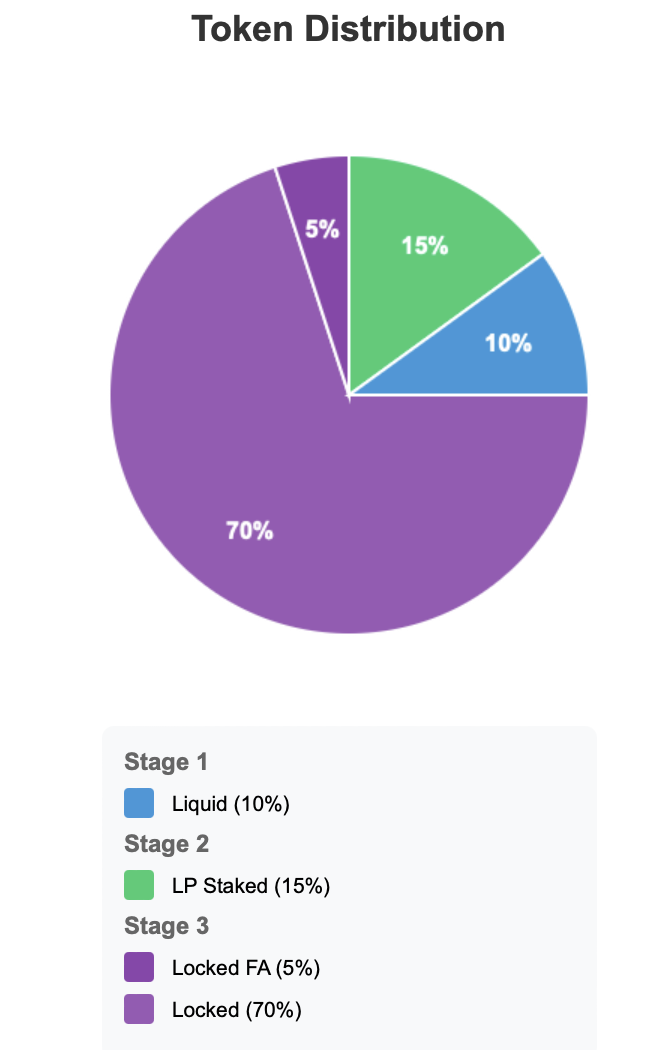 Token Distribution
5%
15%
10%
70%
Stage 1
Liquid (10%)
Stage 2
LP Staked (15%)
Stage 3
Locked FA (5%)
Locked (70%)